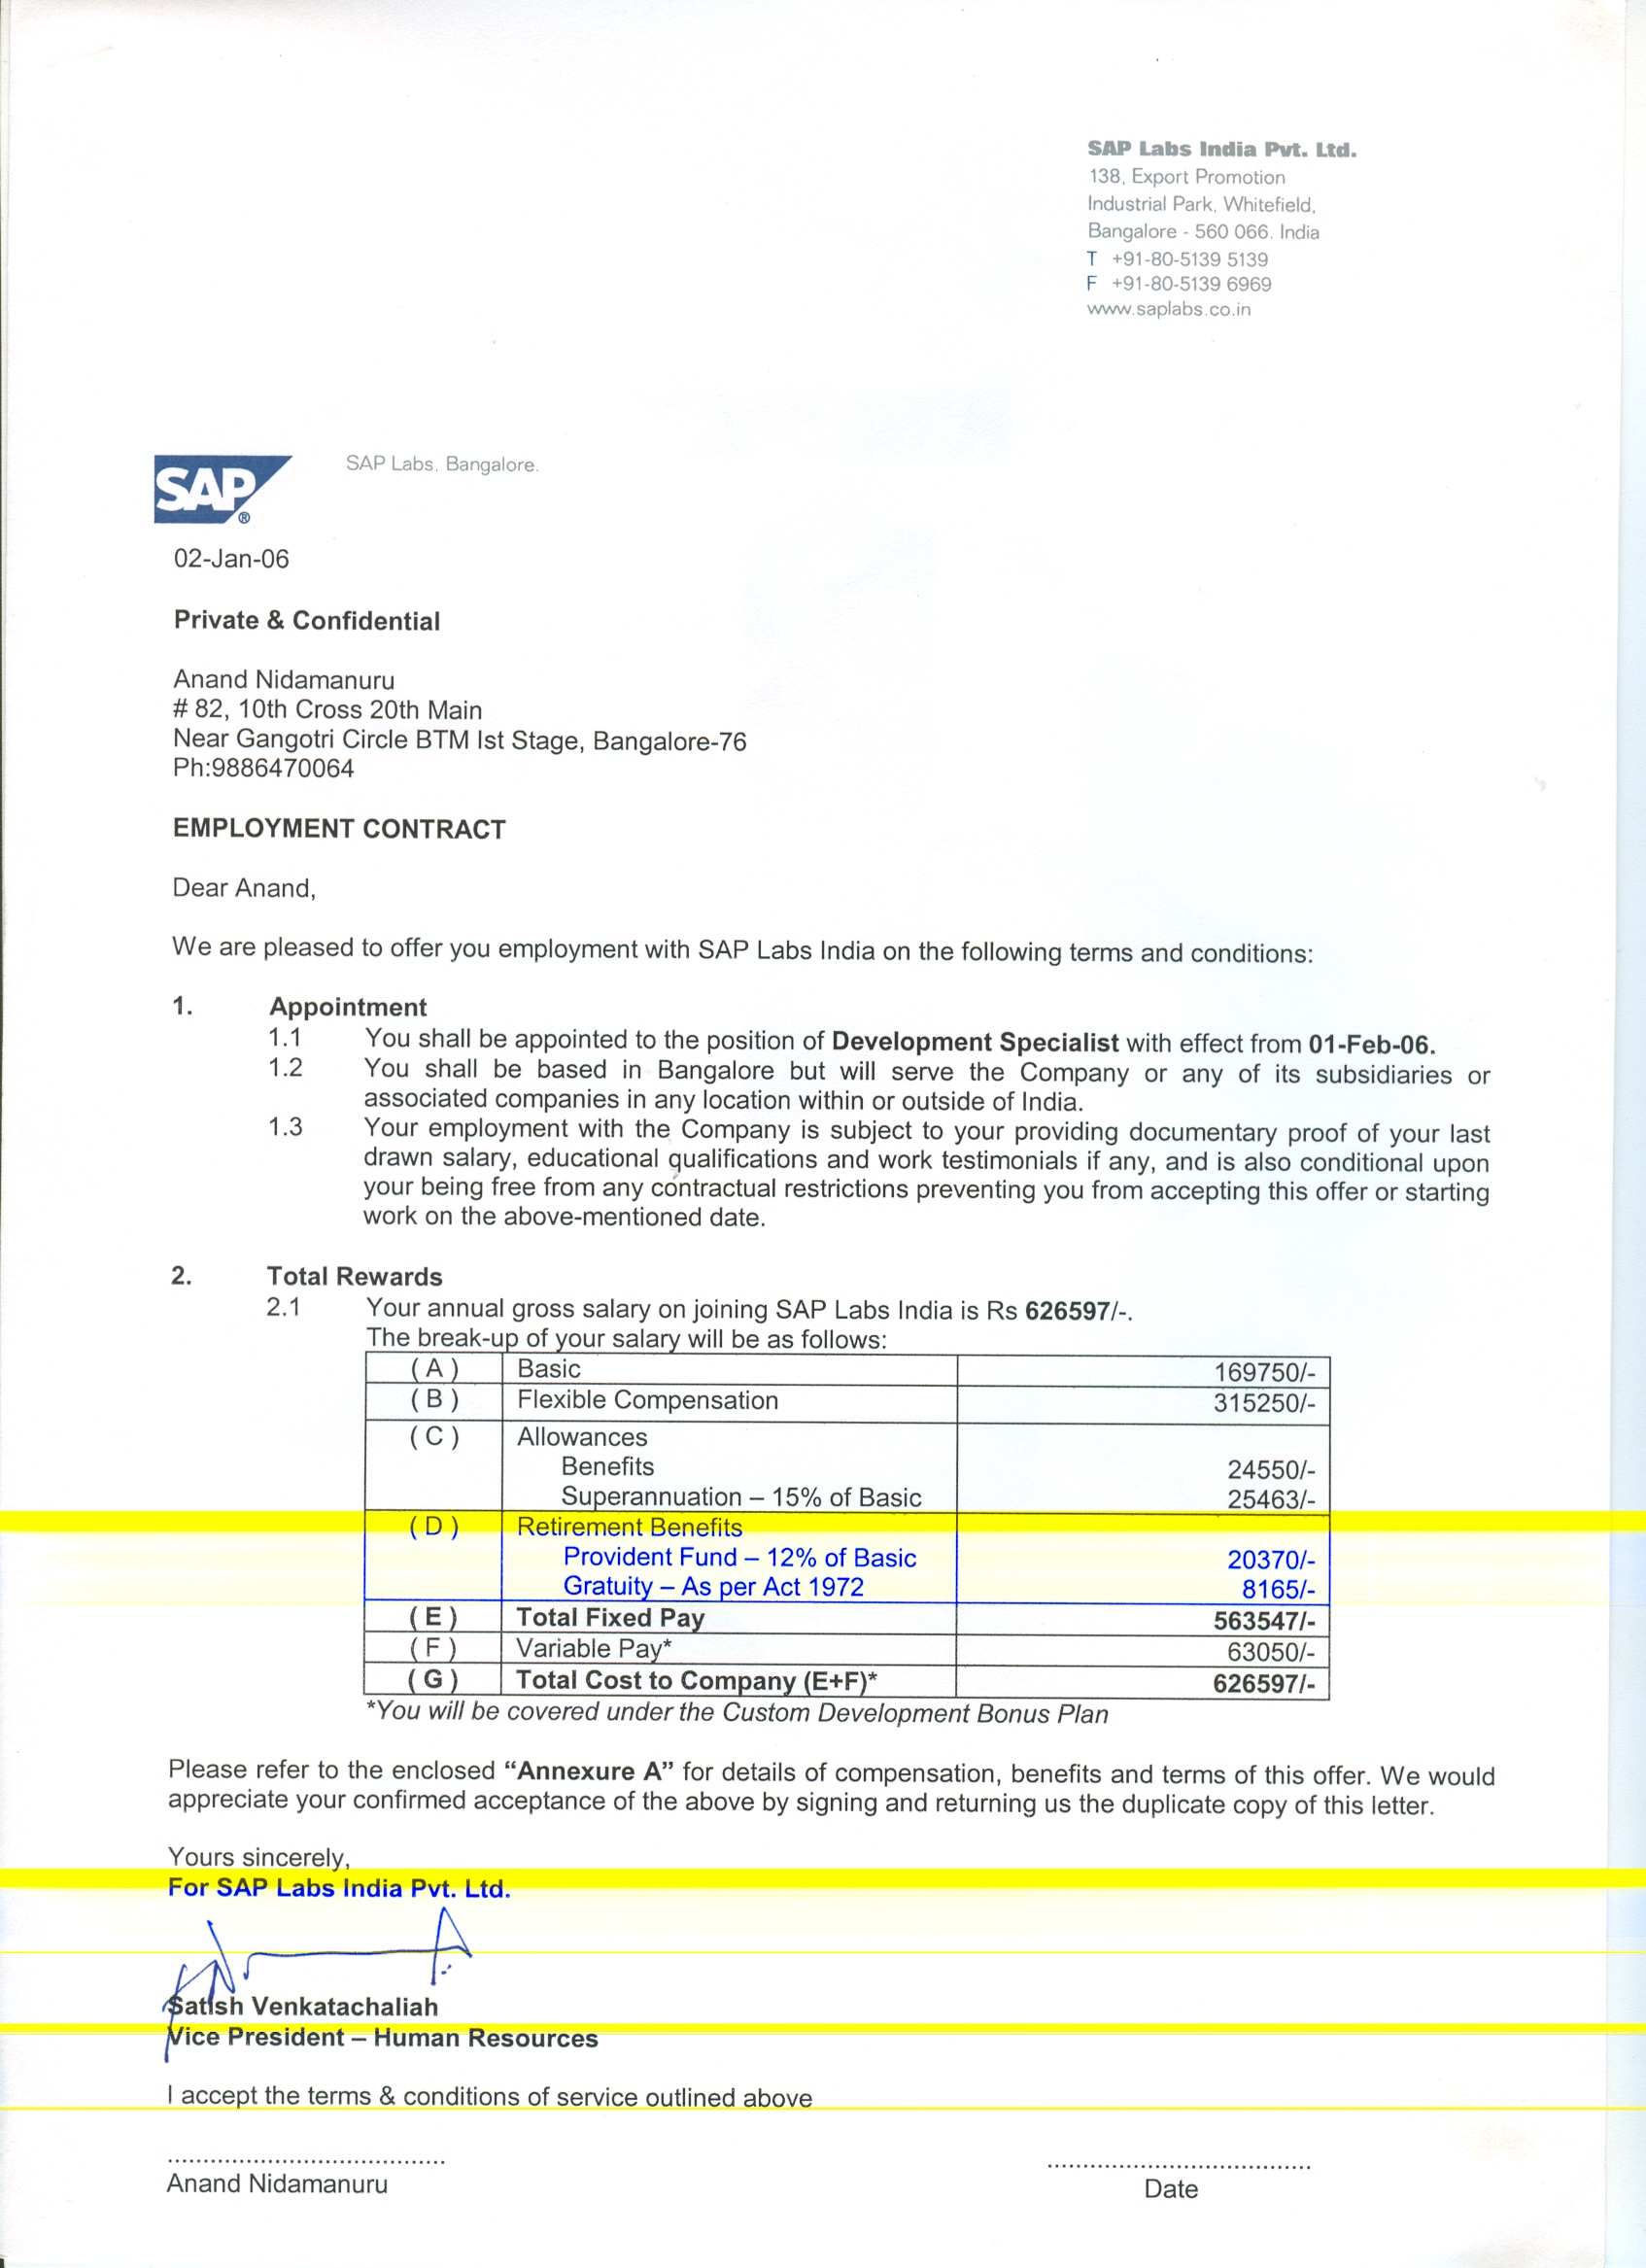 SAP Labs India Pvt. Ltd.
138, Export Promotion
Industrial Park, Whitefield,
Bangalore - 560 066. India
T +91-80-5139 5139
F +91-80-5139 6969
www.saplabs.co.in
SAP ®
SAP Labs, Bangalore.
02-Jan-06
Private & Confidential
Anand Nidamanuru
# 82, 10th Cross 20th Main
Near Gangotri Circle BTM Ist Stage, Bangalore-76
Ph:9886470064
EMPLOYMENT CONTRACT
Dear Anand,
We are pleased to offer you employment with SAP Labs India on the following terms and conditions:
1. Appointment
1.1 You shall be appointed to the position of Development Specialist with effect from 01-Feb-06.
1.2 You shall be based in Bangalore but will serve the Company or any of its subsidiaries or
associated companies in any location within or outside of India.
1.3 Your employment with the Company is subject to your providing documentary proof of your last
drawn salary, educational qualifications and work testimonials if any, and is also conditional upon
your being free from any contractual restrictions preventing you from accepting this offer or starting
work on the above-mentioned date.
2. Total Rewards
2.1 Your annual gross salary on joining SAP Labs India is Rs 626597/-.
The break-up of your salary will be as follows:
( A ) Basic 169750/-
( B ) Flexible Compensation 315250/-
( C ) Allowances
Benefits 24550/-
Superannuation – 15% of Basic 25463/-
( D ) Retirement Benefits
Provident Fund – 12% of Basic 20370/-
Gratuity – As per Act 1972 8165/-
( E ) Total Fixed Pay 563547/-
( F ) Variable Pay* 63050/-
( G ) Total Cost to Company (E+F)* 626597/-
*You will be covered under the Custom Development Bonus Plan
Please refer to the enclosed “Annexure A” for details of compensation, benefits and terms of this offer. We would
appreciate your confirmed acceptance of the above by signing and returning us the duplicate copy of this letter.
Yours sincerely,
For SAP Labs India Pvt. Ltd.
Satish Venkatachaliah
Vice President – Human Resources
I accept the terms & conditions of service outlined above
Anand Nidamanuru
Date